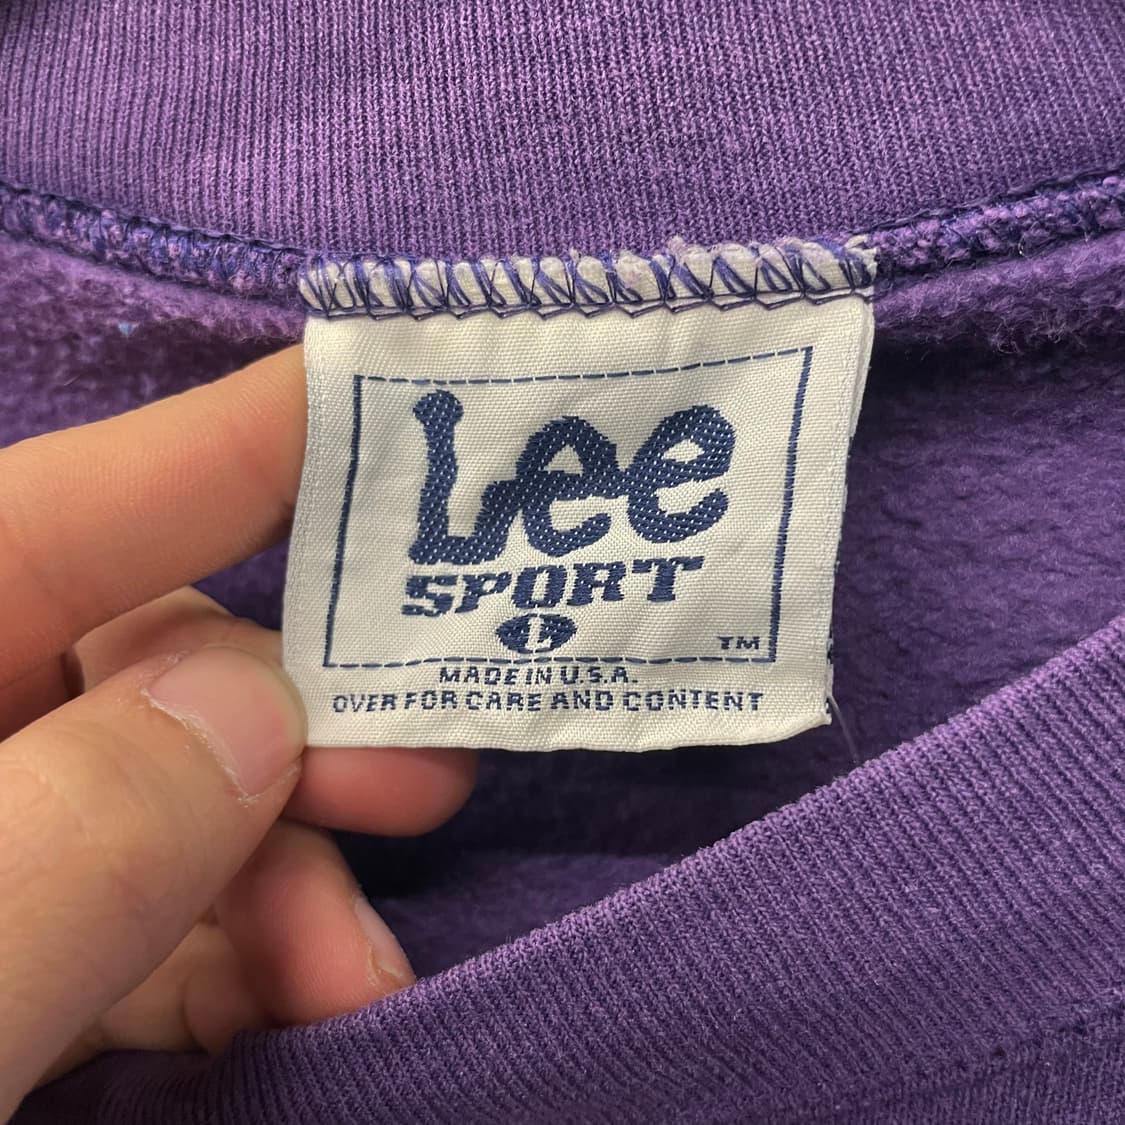 Lee
SPORT
L
TM
MADE IN U.S.A.
OVER FOR CARE AND CONTENT